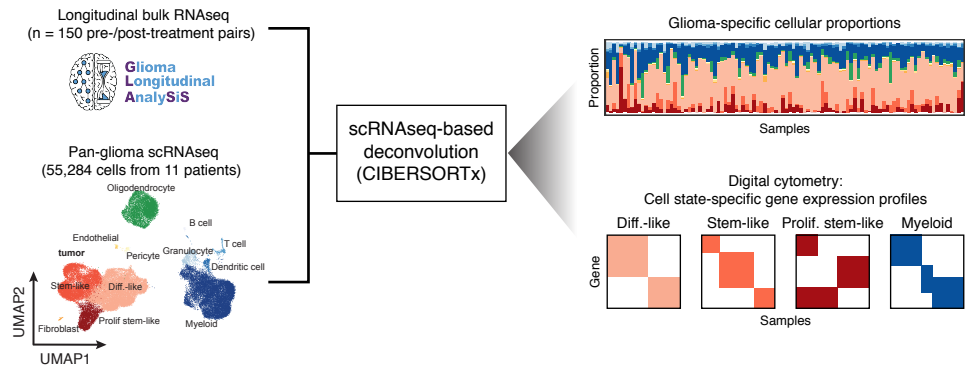 Longitudinal bulk RNAseq
(n = 150 pre-/post-treatment pairs)
Glioma
Longitudinal
AnalySiS
Pan-glioma scRNAseq
(55,284 cells from 11 patients)
Oligodendrocyte
B cell
Endothelial
T cell
Granulocyte
tumor
Pericyte
Dendritic cell
Stem-like
Diff.-like
Prolif stem-like
Fibroblast
Myeloid
UMAP2
UMAP1
scRNAseq-based
deconvolution
(CIBERSORTx)
Glioma-specific cellular proportions
Proportion
Samples
Digital cytometry:
Cell state-specific gene expression profiles
Diff.-like
Stem-like
Prolif. stem-like
Myeloid
Gene
Samples